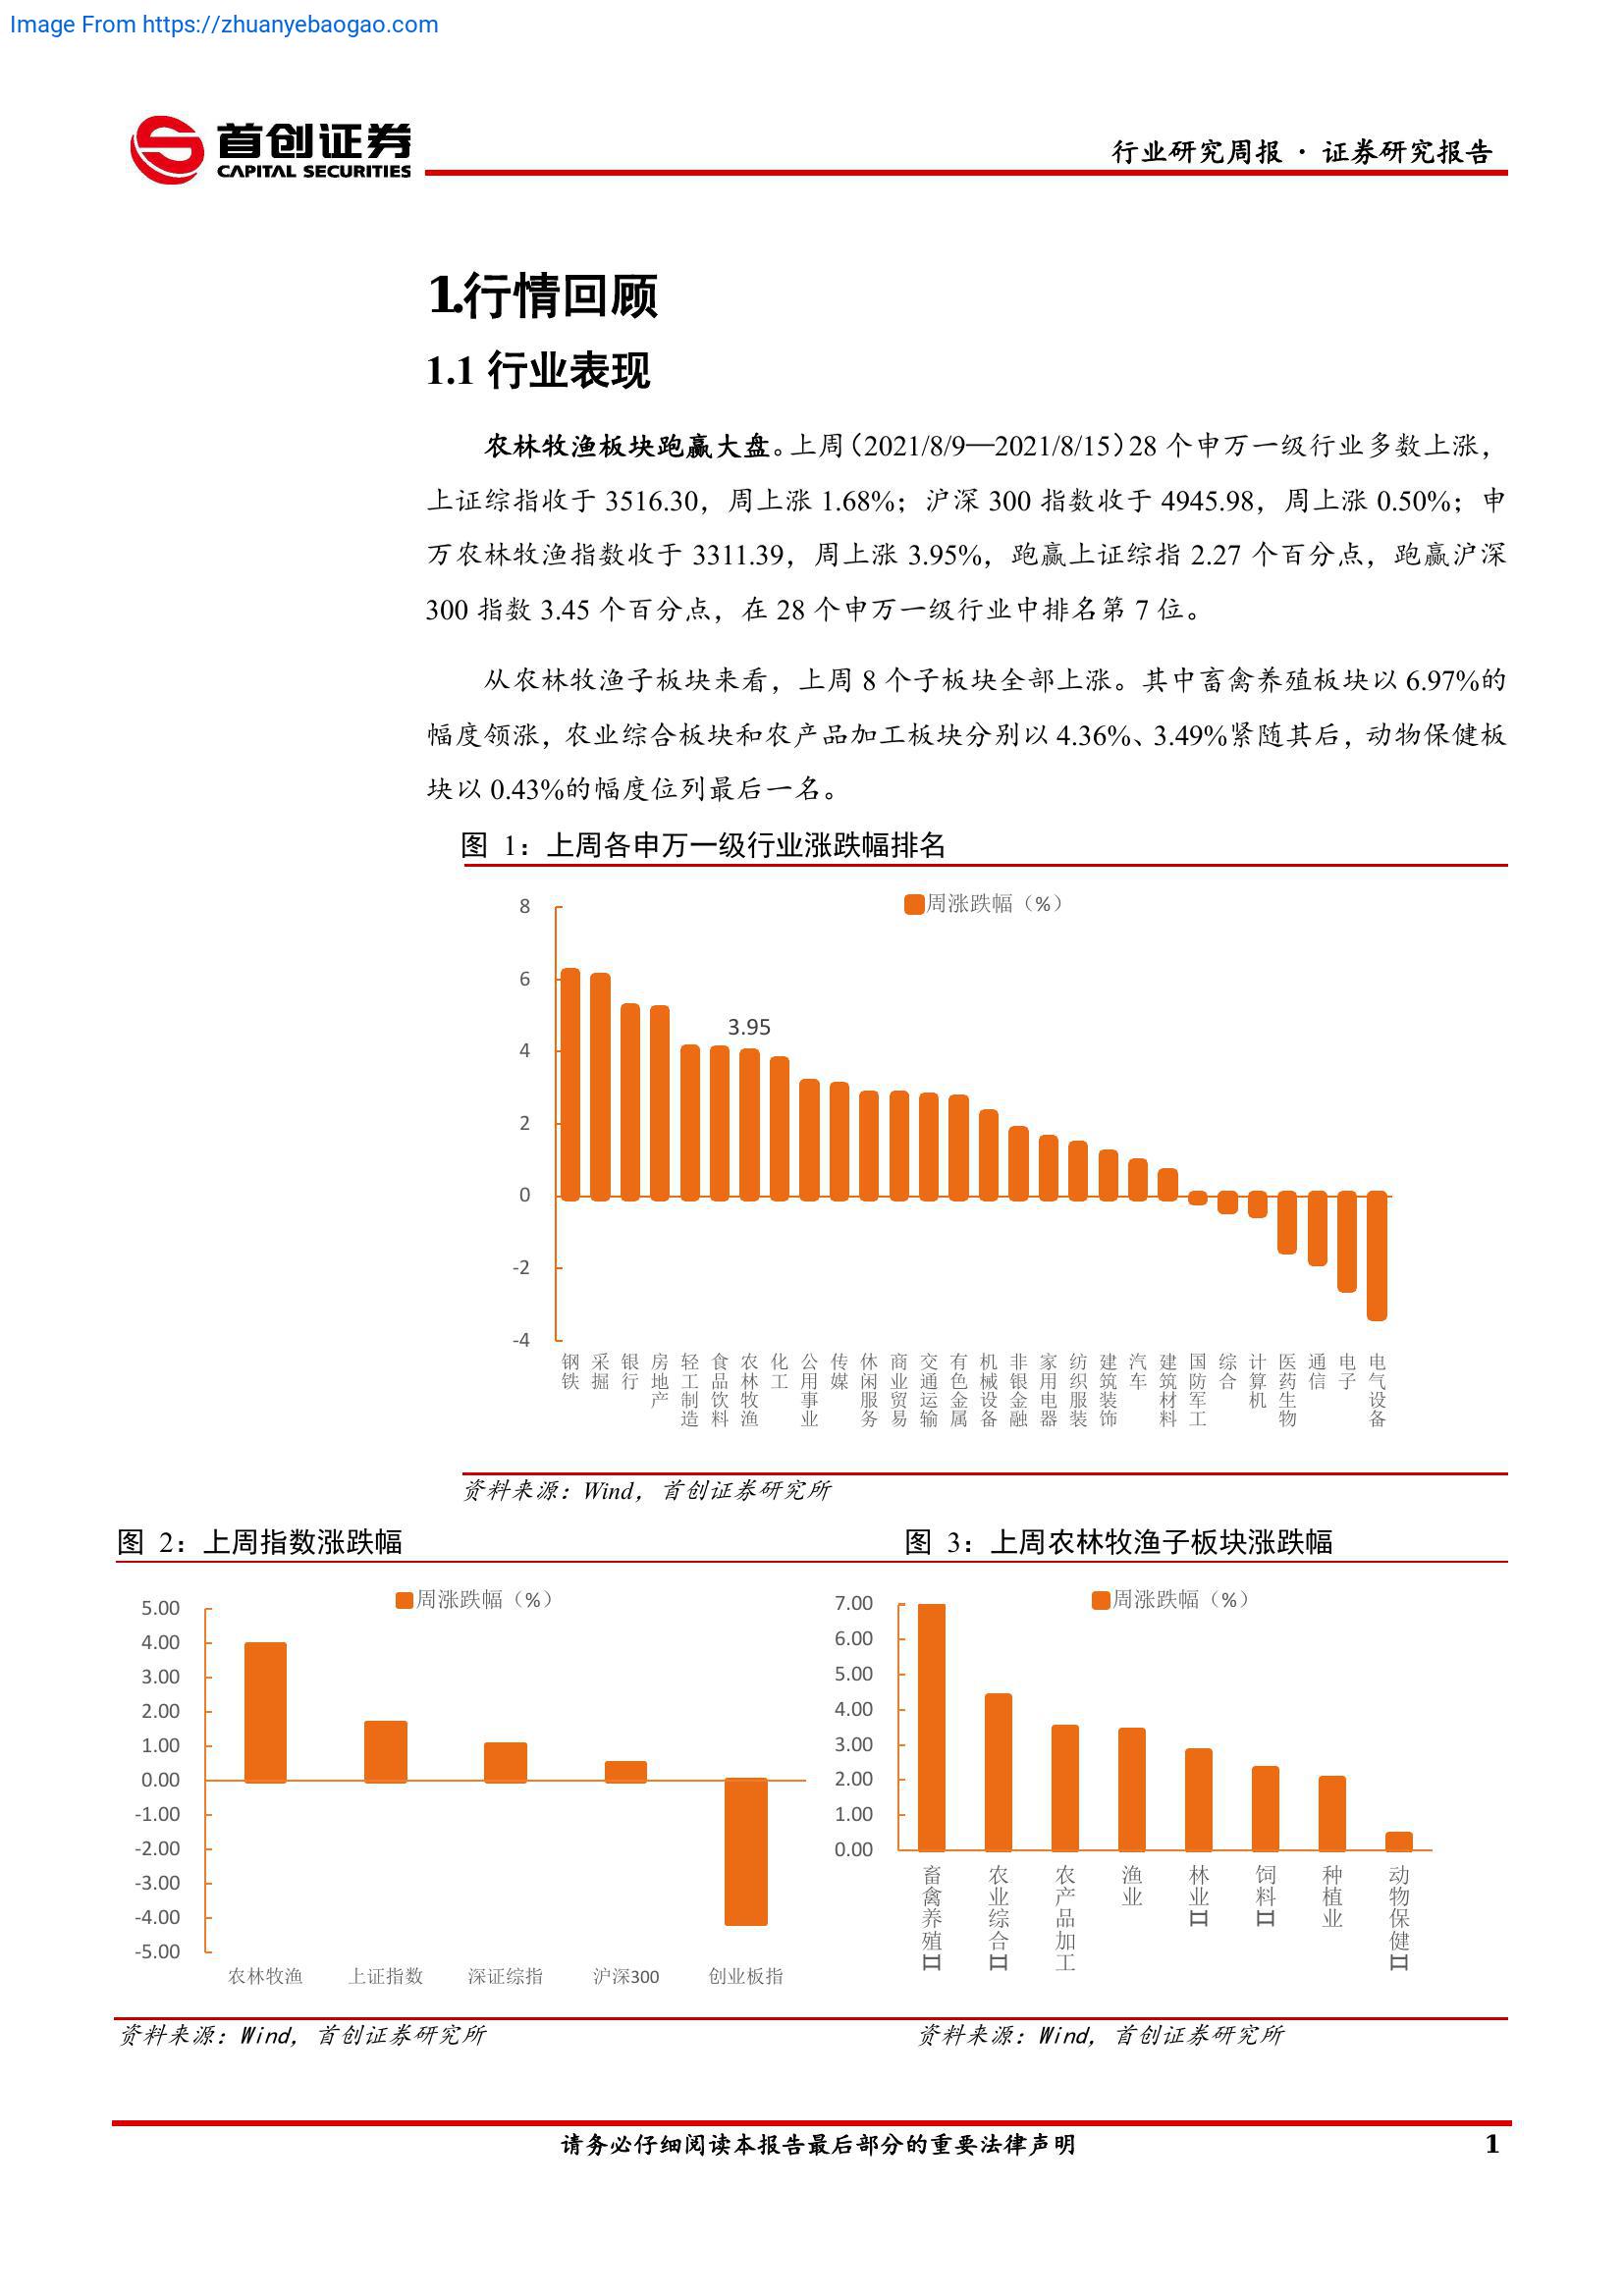 Image From https://zhuanyebaogao.com
首创证券
CAPITAL SECURITIES
行业研究周报 · 证券研究报告
1.行情回顾
1.1 行业表现
农林牧渔板块跑赢大盘。上周（2021/8/9—2021/8/15）28 个申万一级行业多数上涨，
上证综指收于 3516.30，周上涨 1.68%；沪深 300 指数收于 4945.98，周上涨 0.50%；申
万农林牧渔指数收于 3311.39，周上涨 3.95%，跑赢上证综指 2.27 个百分点，跑赢沪深
300 指数 3.45 个百分点，在 28 个申万一级行业中排名第 7 位。
从农林牧渔子板块来看，上周 8 个子板块全部上涨。其中畜禽养殖板块以 6.97%的
幅度领涨，农业综合板块和农产品加工板块分别以 4.36%、3.49%紧随其后，动物保健板
块以 0.43%的幅度位列最后一名。
图 1：上周各申万一级行业涨跌幅排名
周涨跌幅（%）
8
6
4
2
0
-2
-4
3.95
钢铁
采掘
银行
房地产
轻工制造
食品饮料
农林牧渔
化工
公用事业
传媒
休闲服务
商业贸易
交通运输
有色金属
机械设备
非银金融
家用电器
纺织服装
建筑装饰
汽车
建筑材料
国防军工
综合
计算机
医药生物
通信
电子
电气设备
资料来源：Wind，首创证券研究所
图 2：上周指数涨跌幅
周涨跌幅（%）
5.00
4.00
3.00
2.00
1.00
0.00
-1.00
-2.00
-3.00
-4.00
-5.00
农林牧渔
上证指数
深证综指
沪深300
创业板指
资料来源：Wind，首创证券研究所
图 3：上周农林牧渔子板块涨跌幅
周涨跌幅（%）
7.00
6.00
5.00
4.00
3.00
2.00
1.00
0.00
畜禽养殖Ⅱ
农业综合Ⅱ
农产品加工
渔业
林业Ⅱ
饲料Ⅱ
种植业
动物保健Ⅱ
资料来源：Wind，首创证券研究所
请务必仔细阅读本报告最后部分的重要法律声明
1